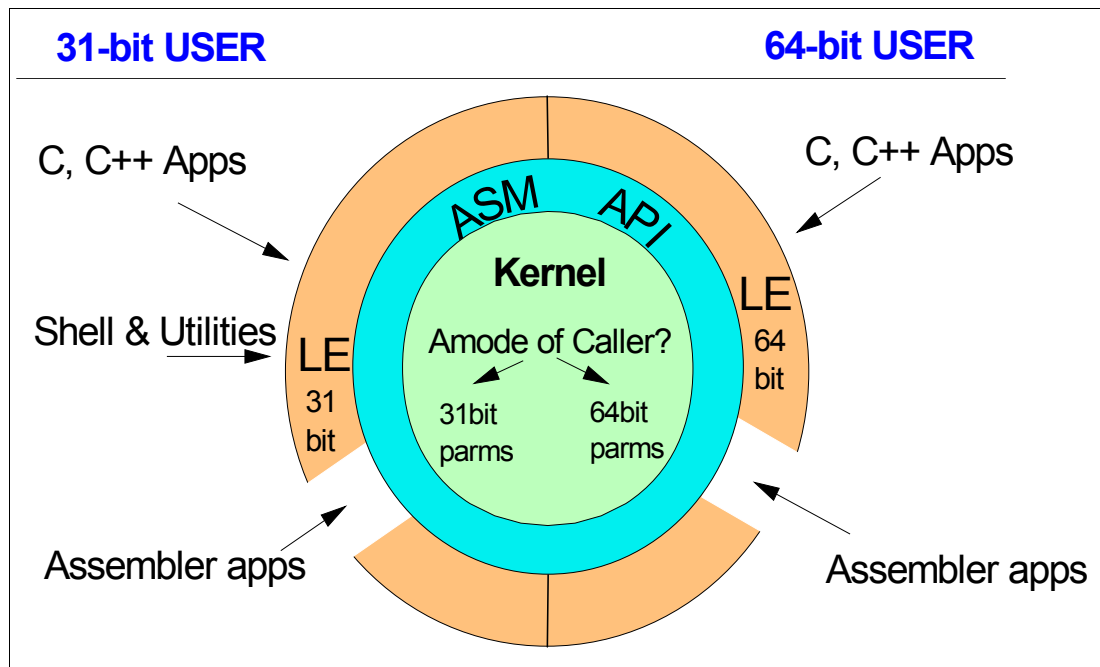 31-bit USER
64-bit USER
C, C++ Apps
C, C++ Apps
ASM API
Kernel
Shell & Utilities
Amode of Caller?
LE
31
bit
LE
64
bit
31bit
parms
64bit
parms
Assembler apps
Assembler apps